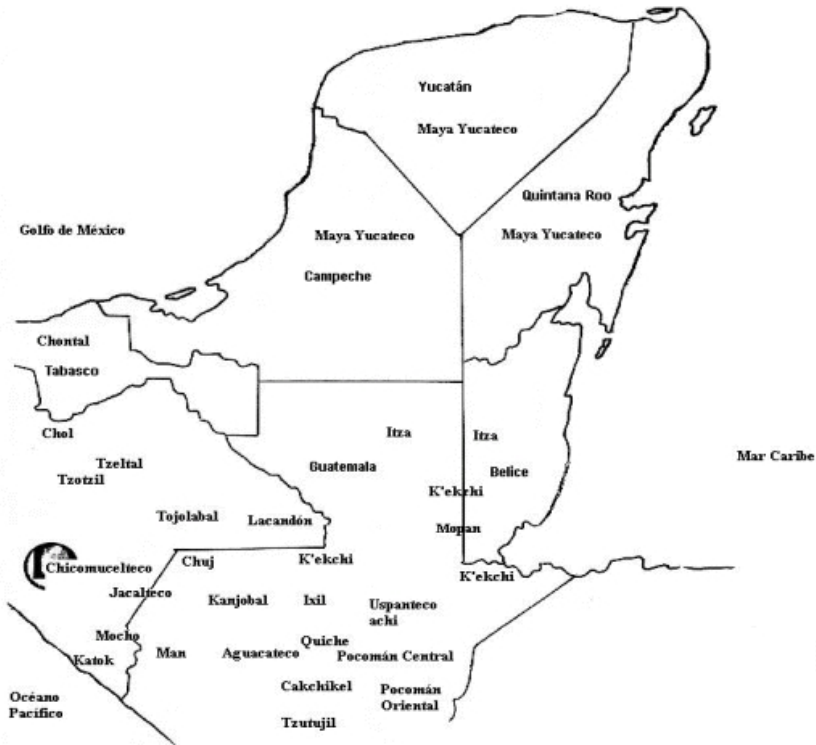 Yucatán
Maya Yucateco
Quintana Roo
Golfo de México
Maya Yucateco
Maya Yucateco
Campeche
Chontal
Tabasco
Chol
Itza
Itza
Tzeltal
Guatemala
Mar Caribe
Tzotzil
Belice
K'ekchi
Tojolabal
Lacandón
Mopan
Chuj
K'ekchi
Chicomucelteco
K'ekchi
Jacalteco
Kanjobal
Ixil
Uspanteco
achi
Mocho
Quiche
Man
Aguacateco
Pocomán Central
Katok
Cakchikel
Pocomán
Oriental
Océano
Pacífico
Tzutujil